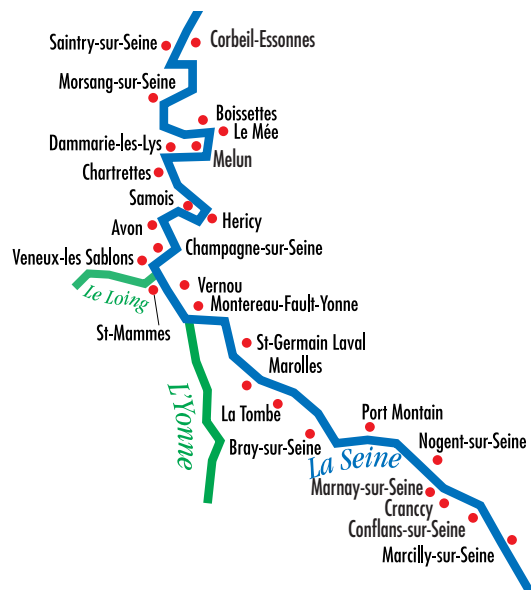 Saintry-sur-Seine
Corbeil-Essonnes
Morsang-sur-Seine
Boissettes
Le Mée
Dammarie-les-Lys
Melun
Chartrettes
Samois
Hericy
Avon
Champagne-sur-Seine
Veneux-les Sablons
Le Loing
Vernou
Montereau-Fault-Yonne
St-Mammes
St-Germain Laval
Marolles
L'Yonne
La Tombe
Port Montain
Bray-sur-Seine
Nogent-sur-Seine
La Seine
Marnay-sur-Seine
Cranccy
Conflans-sur-Seine
Marcilly-sur-Seine